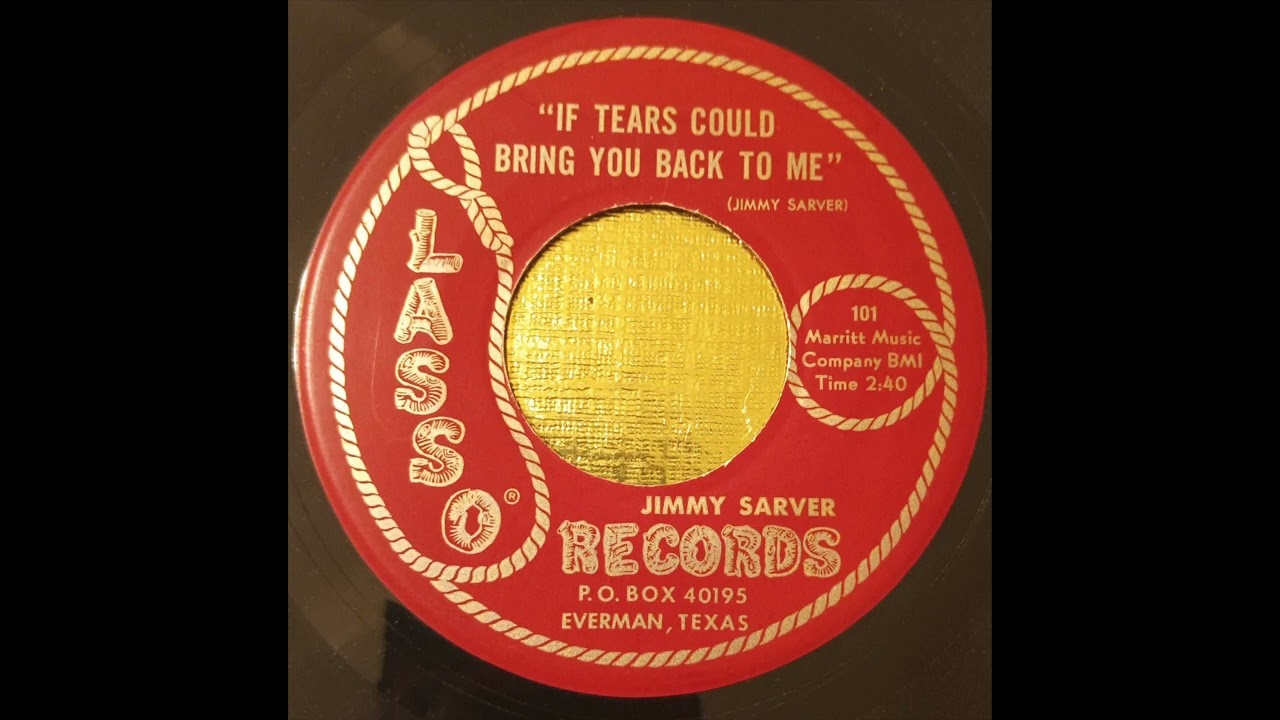 "IF TEARS COULD
BRING YOU BACK TO ME"
(JIMMY SARVER)
LASSO®
101
Marritt Music
Company BMI
Time 2:40
JIMMY SARVER
RECORDS
P.O. BOX 40195
EVERMAN, TEXAS